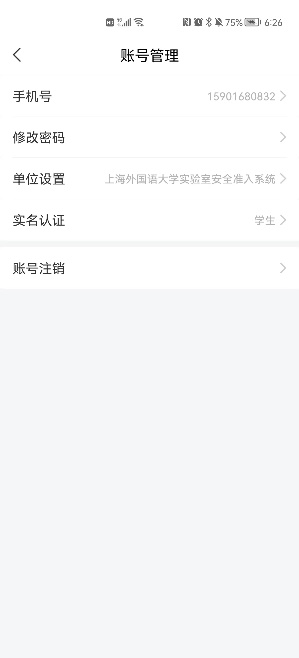 75% 6:26
账号管理
手机号 15901680832
修改密码
单位设置 上海外国语大学实验室安全准入系统
实名认证 学生
账号注销